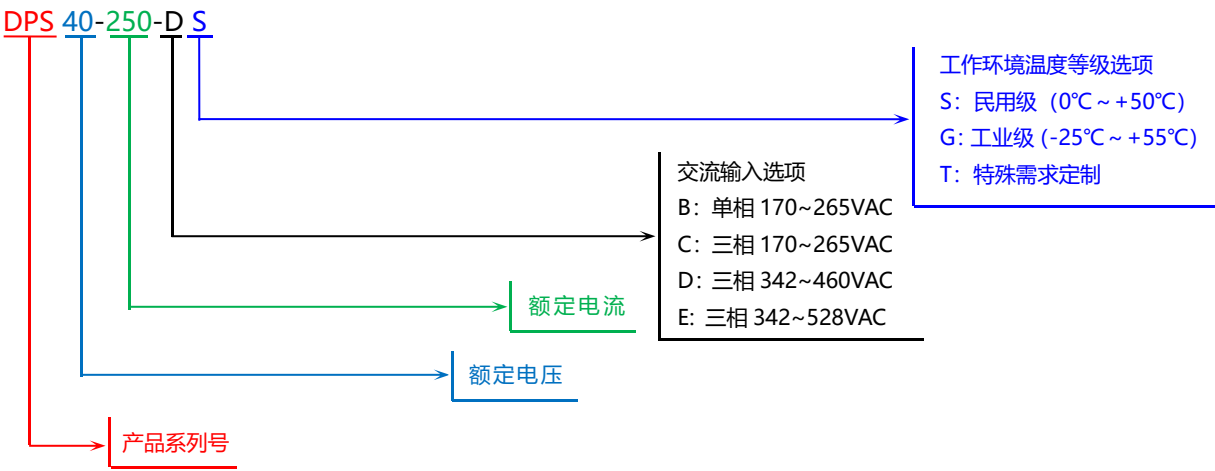 DPS 40-250-D S
工作环境温度等级选项
S：民用级（0℃~+50℃）
G：工业级 (-25℃~+55℃)
T：特殊需求定制
交流输入选项
B：单相 170~265VAC
C：三相 170~265VAC
D：三相 342~460VAC
E: 三相 342~528VAC
额定电流
额定电压
产品系列号